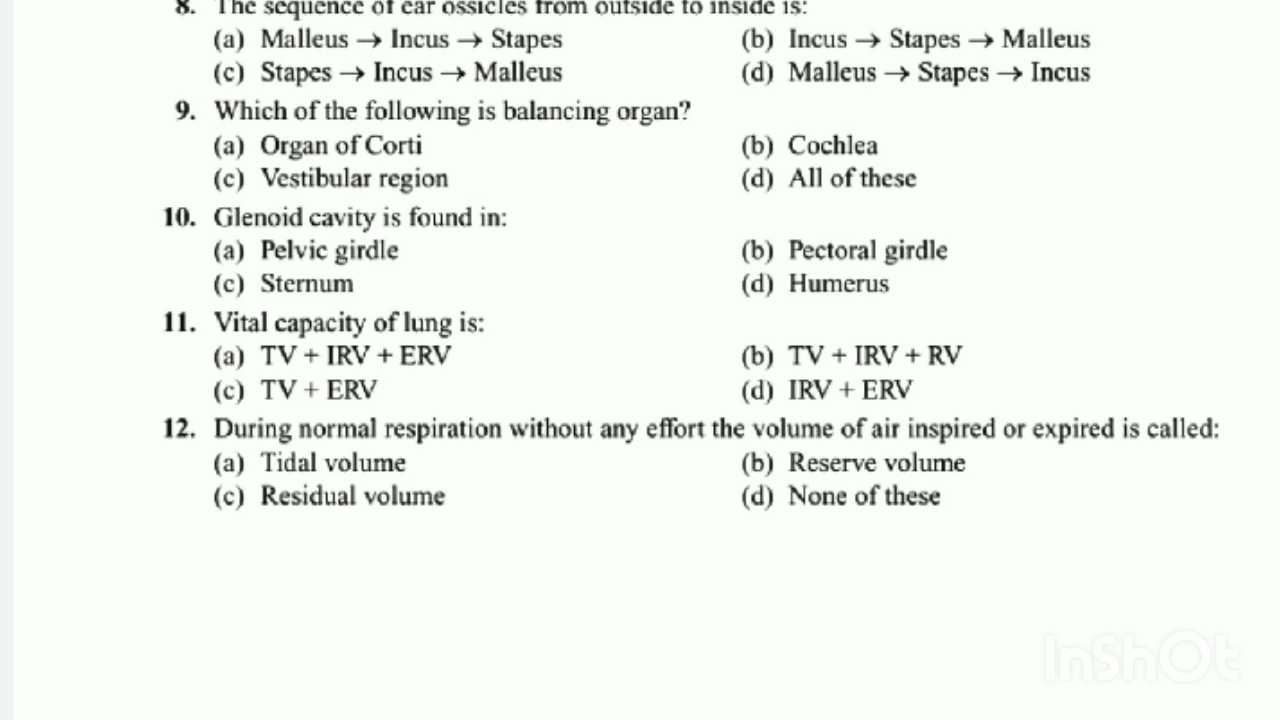 8. The sequence of ear ossicles from outside to inside is:
(a) Malleus → Incus → Stapes (b) Incus → Stapes → Malleus
(c) Stapes → Incus → Malleus (d) Malleus → Stapes → Incus
9. Which of the following is balancing organ?
(a) Organ of Corti (b) Cochlea
(c) Vestibular region (d) All of these
10. Glenoid cavity is found in:
(a) Pelvic girdle (b) Pectoral girdle
(c) Sternum (d) Humerus
11. Vital capacity of lung is:
(a) TV + IRV + ERV (b) TV + IRV + RV
(c) TV + ERV (d) IRV + ERV
12. During normal respiration without any effort the volume of air inspired or expired is called:
(a) Tidal volume (b) Reserve volume
(c) Residual volume (d) None of these
InShOt